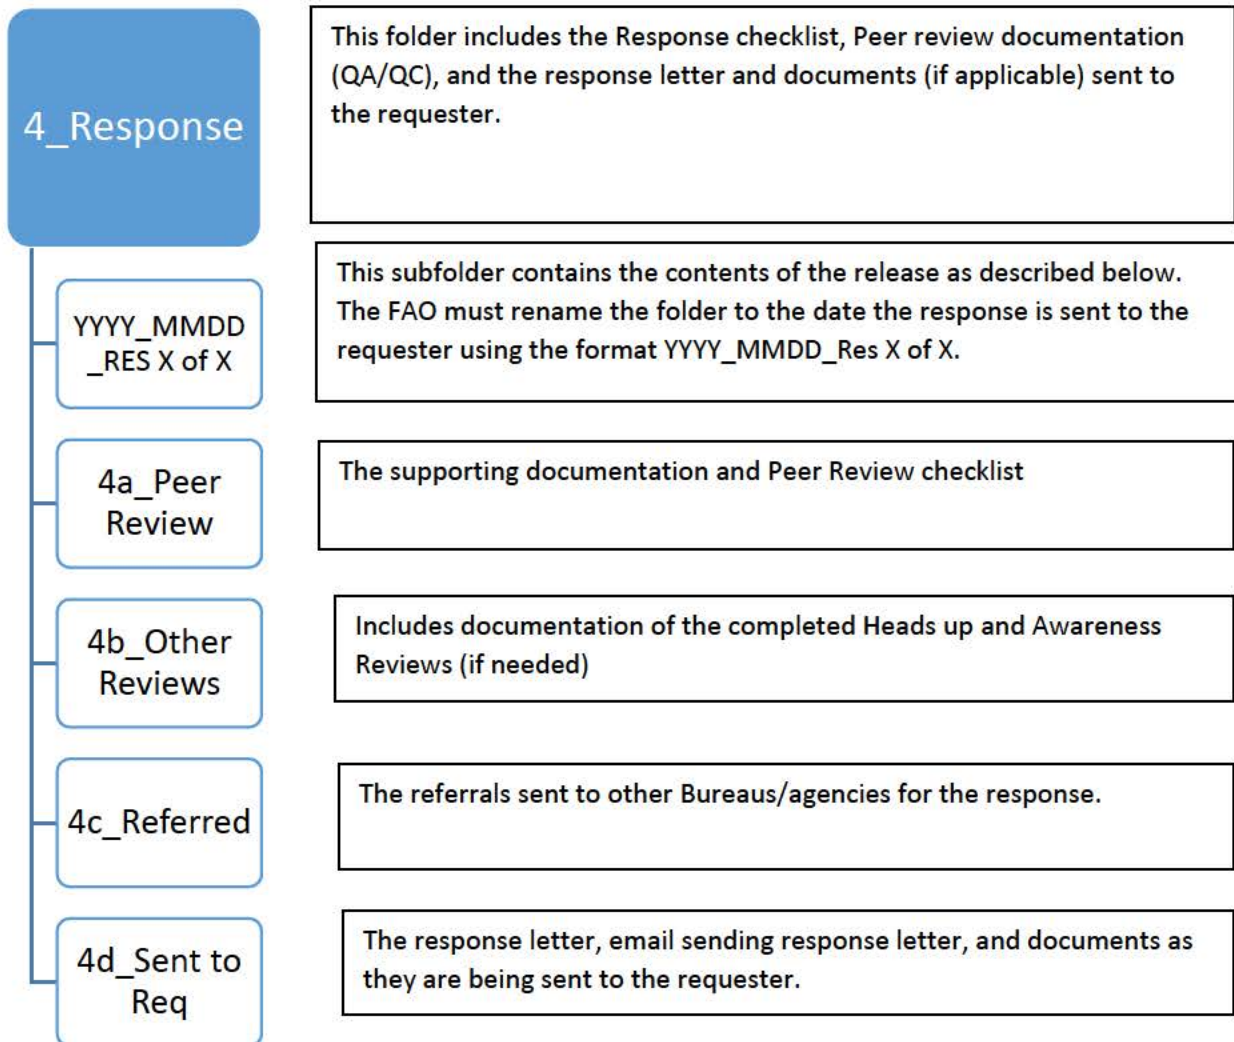 4_Response
This folder includes the Response checklist, Peer review documentation
(QA/QC), and the response letter and documents (if applicable) sent to
the requester.
YYYY_MMDD
_RES X of X
This subfolder contains the contents of the release as described below.
The FAO must rename the folder to the date the response is sent to the
requester using the format YYYY_MMDD_Res X of X.
4a_Peer
Review
The supporting documentation and Peer Review checklist
4b_Other
Reviews
Includes documentation of the completed Heads up and Awareness
Reviews (if needed)
4c_Referred
The referrals sent to other Bureaus/agencies for the response.
4d_Sent to
Req
The response letter, email sending response letter, and documents as
they are being sent to the requester.